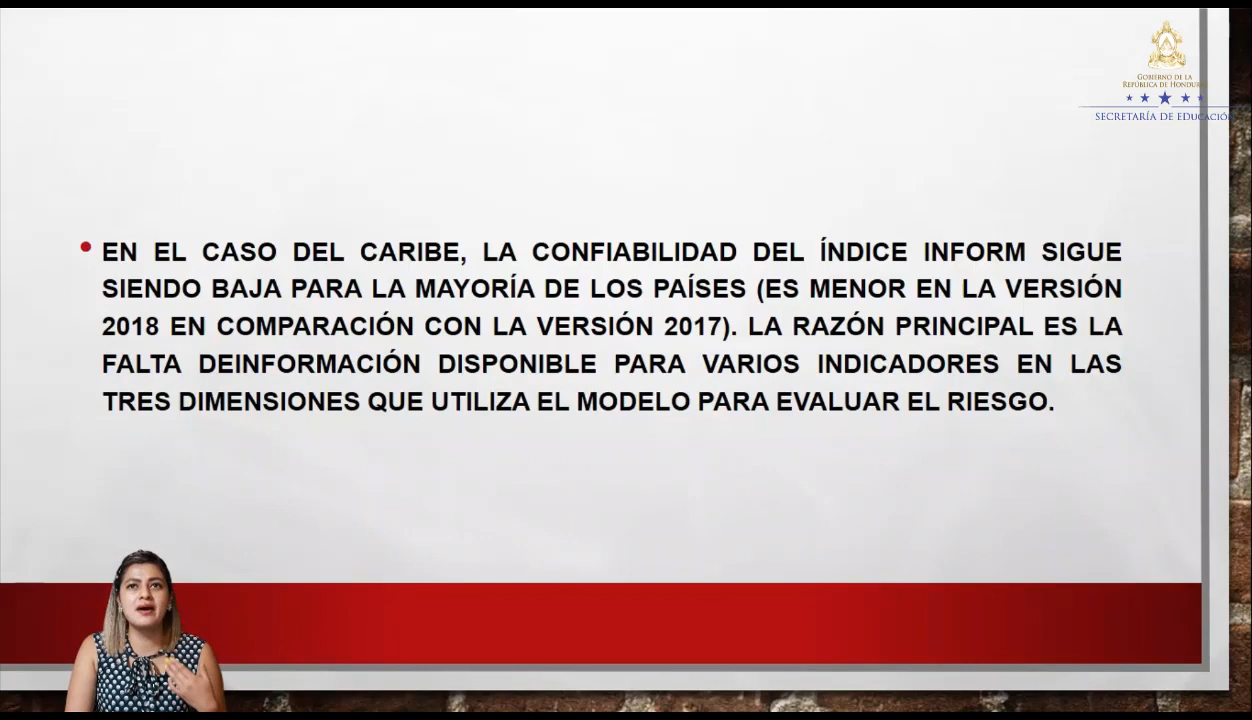 GOBIERNO DE LA
REPÚBLICA DE HONDURAS
SECRETARÍA DE EDUCACIÓN
• EN EL CASO DEL CARIBE, LA CONFIABILIDAD DEL ÍNDICE INFORM SIGUE
SIENDO BAJA PARA LA MAYORÍA DE LOS PAÍSES (ES MENOR EN LA VERSIÓN
2018 EN COMPARACIÓN CON LA VERSIÓN 2017). LA RAZÓN PRINCIPAL ES LA
FALTA DEINFORMACIÓN DISPONIBLE PARA VARIOS INDICADORES EN LAS
TRES DIMENSIONES QUE UTILIZA EL MODELO PARA EVALUAR EL RIESGO.